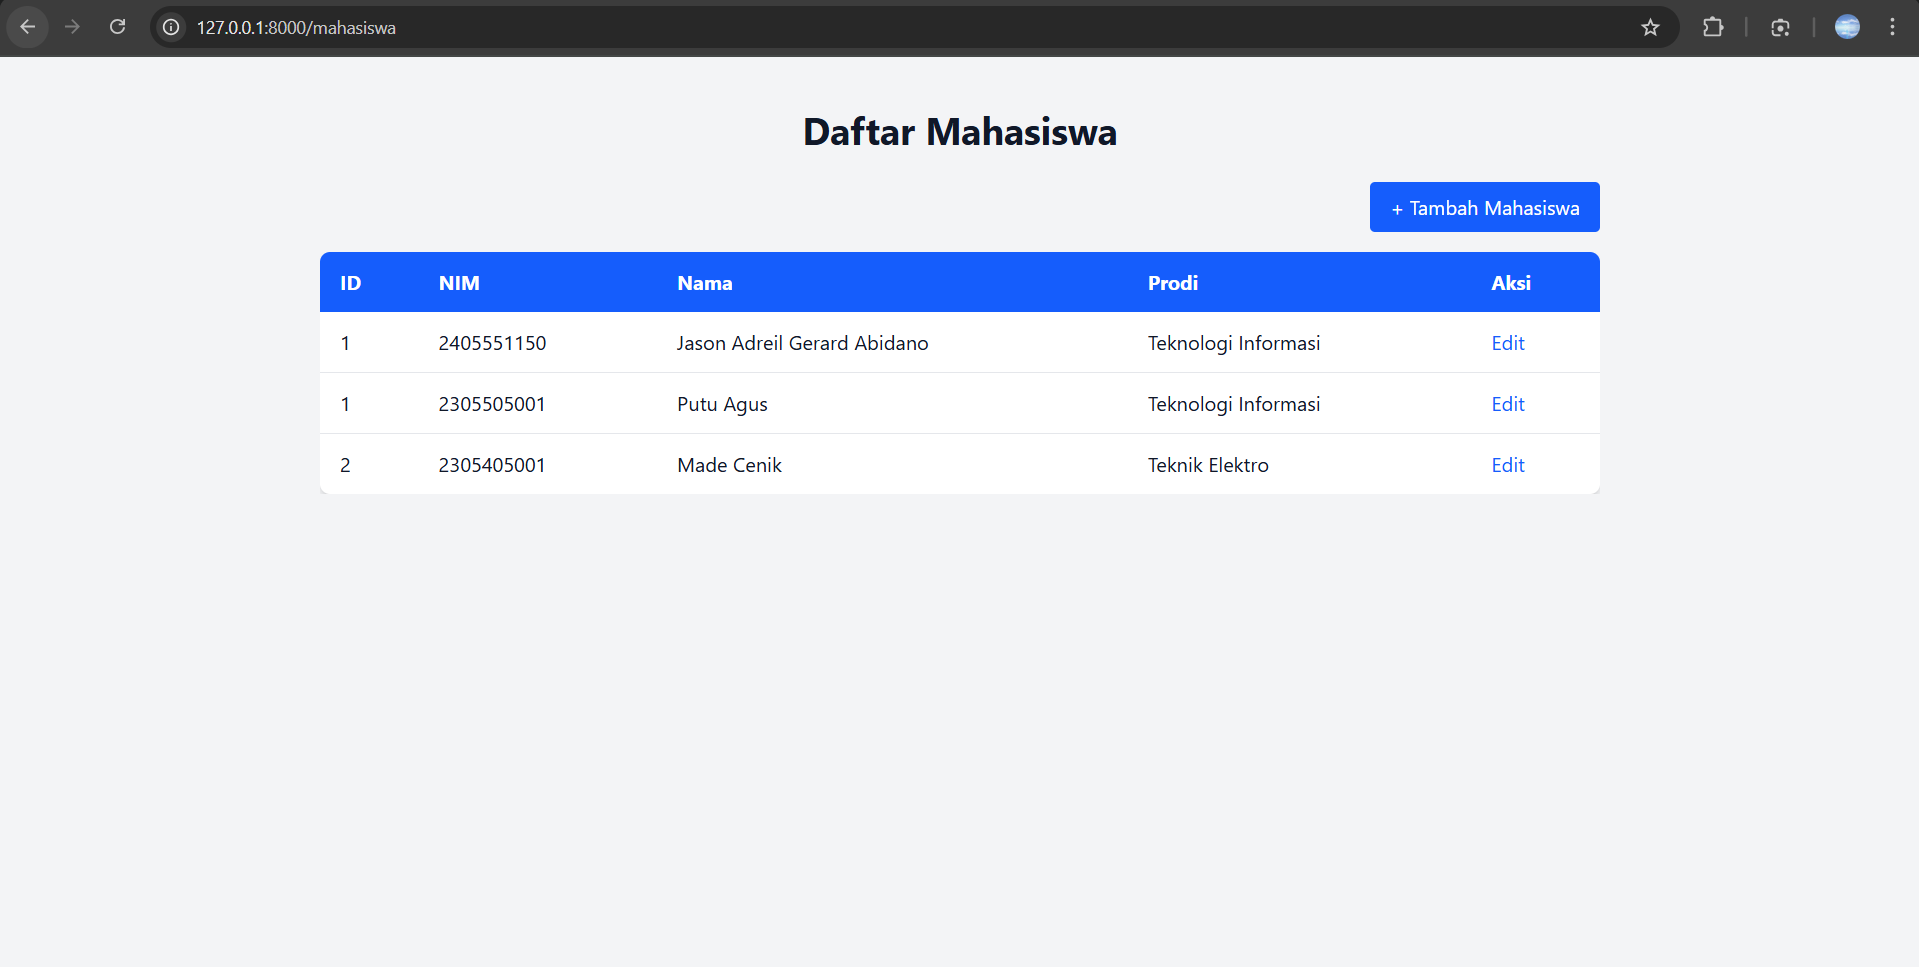 127.0.0.1:8000/mahasiswa
Daftar Mahasiswa
+ Tambah Mahasiswa
ID NIM Nama Prodi Aksi
1 2405551150 Jason Adreil Gerard Abidano Teknologi Informasi Edit
1 2305505001 Putu Agus Teknologi Informasi Edit
2 2305405001 Made Cenik Teknik Elektro Edit